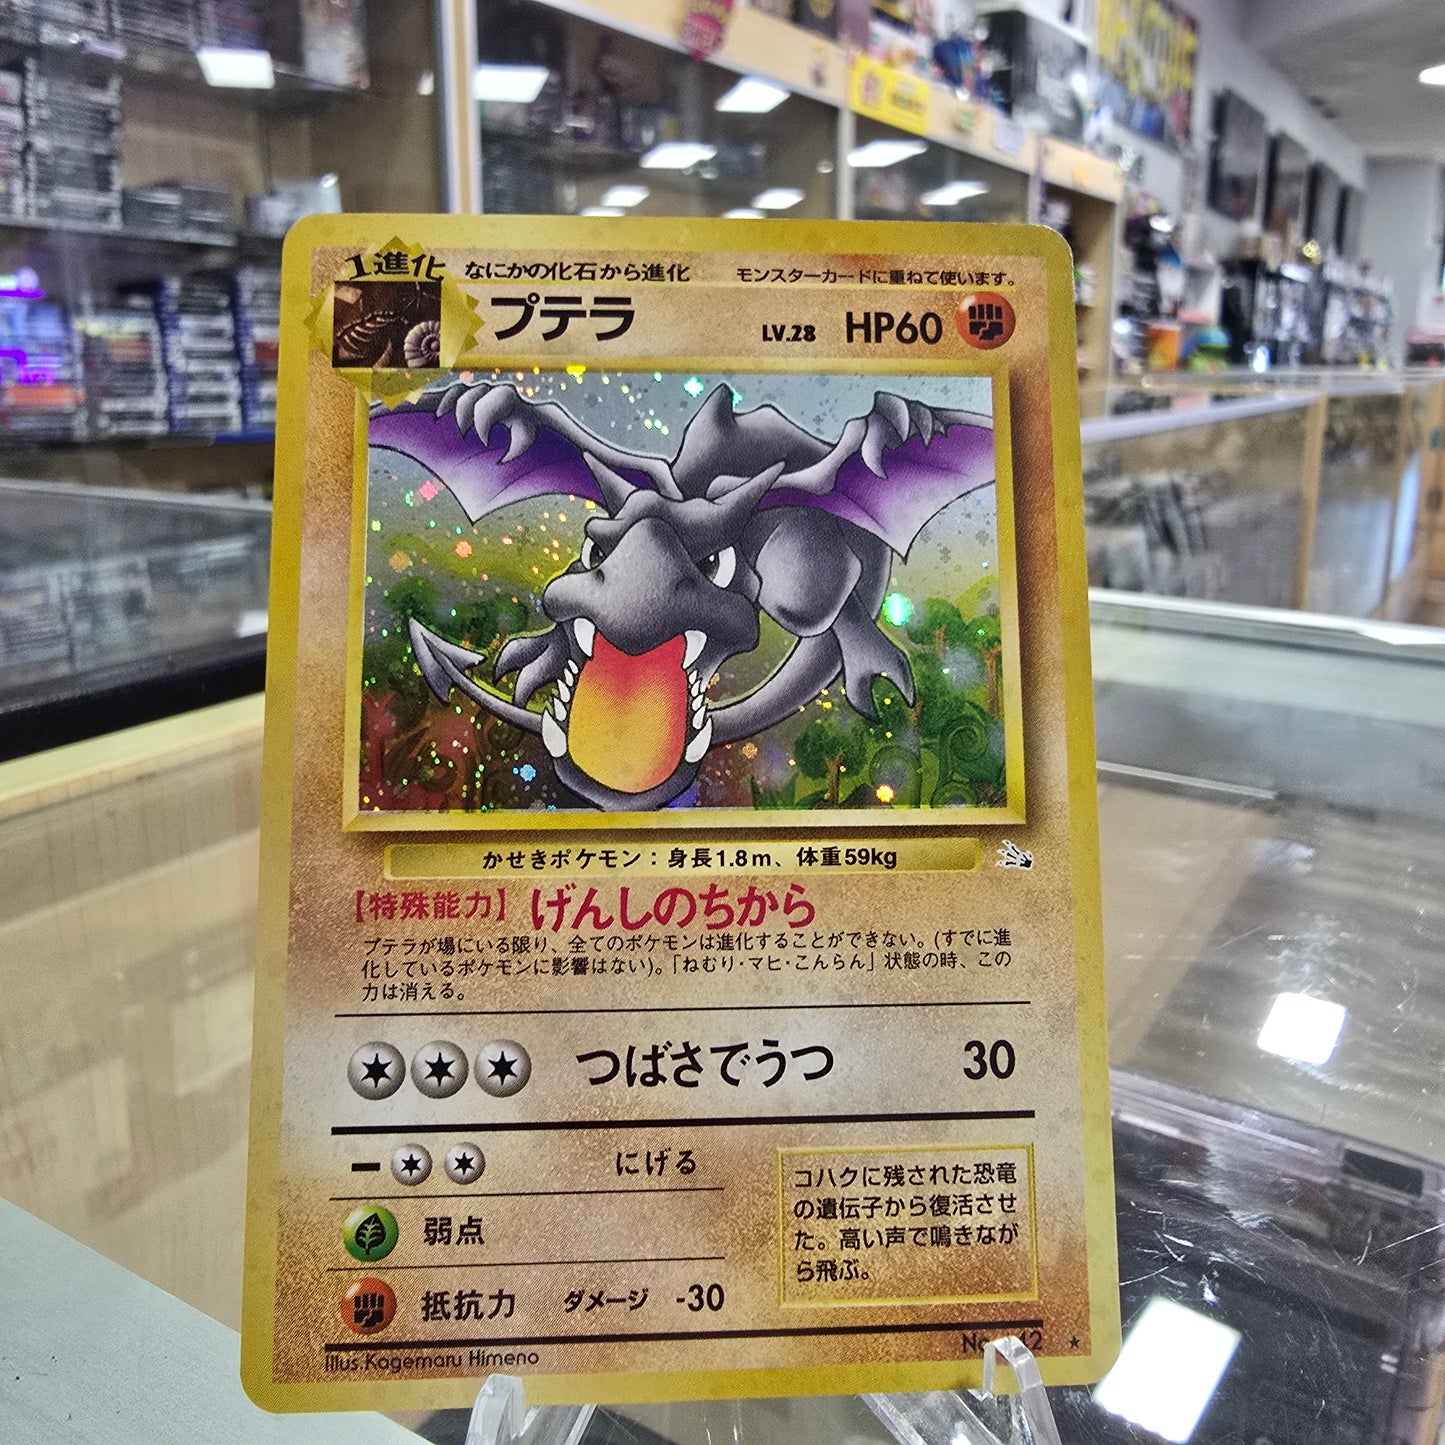 1進化 なにかの化石から進化 モンスターカードに重ねて使います。
プテラ LV.28 HP60
かせきポケモン：身長1.8m、体重59kg
【特殊能力】げんしのちから
プテラが場にいる限り、全てのポケモンは進化することができない。(すでに進
化しているポケモンに影響はない)。「ねむり・マヒ・こんらん」状態の時、この
力は消える。
つばさでうつ 30
にげる
弱点
抵抗力 ダメージ -30
コハクに残された恐竜
の遺伝子から復活させ
た。高い声で鳴きなが
ら飛ぶ。
Illus.Kagemaru Himeno